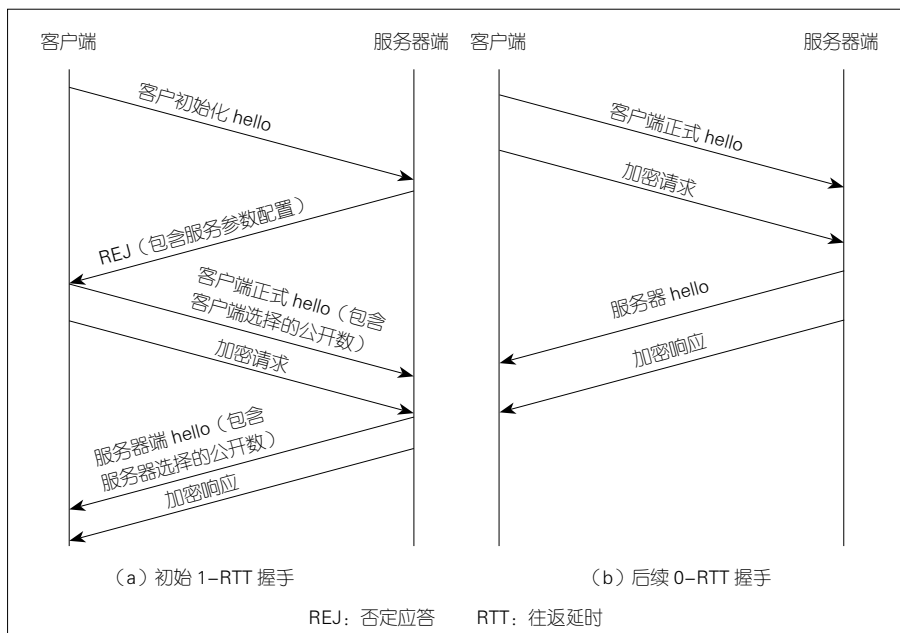 客户端
服务器端
客户初始化 hello
REJ（包含服务参数配置）
客户端正式 hello（包含
客户端选择的公开数）
加密请求
服务器端 hello（包含
服务器选择的公开数）
加密响应
（a）初始 1-RTT 握手
客户端
服务器端
客户端正式 hello
加密请求
服务器 hello
加密响应
（b）后续 0-RTT 握手
REJ：否定应答 RTT：往返延时